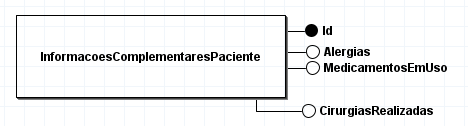 Id
InformacoesComplementaresPaciente
Alergias
MedicamentosEmUso
CirurgiasRealizadas